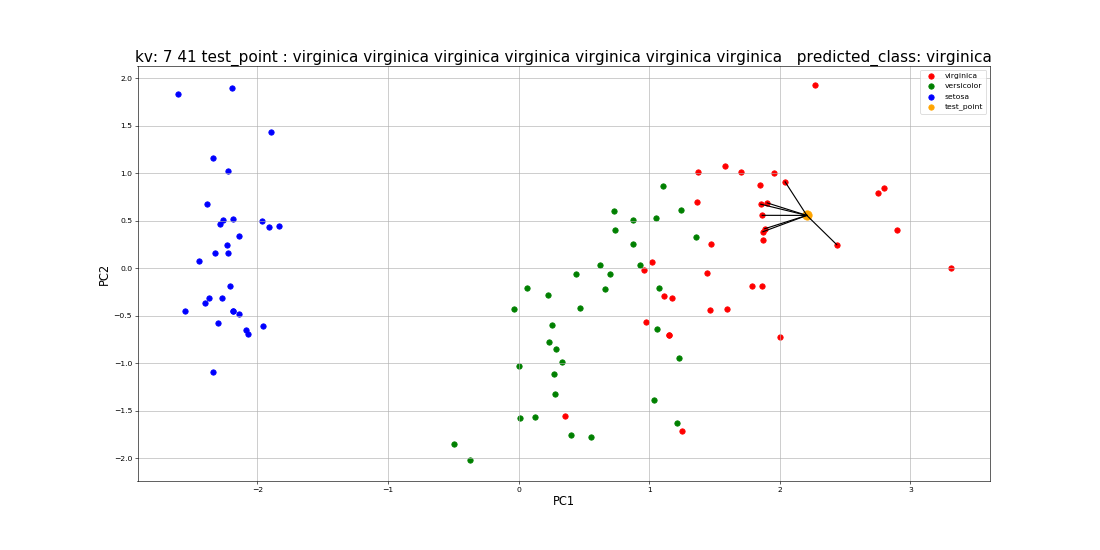 kv: 7 41 test_point : virginica virginica virginica virginica virginica virginica virginica   predicted_class: virginica
virginica
versicolor
setosa
test_point
2.0
1.5
1.0
0.5
0.0
−0.5
−1.0
−1.5
−2.0
PC2
−2
−1
0
1
2
3
PC1